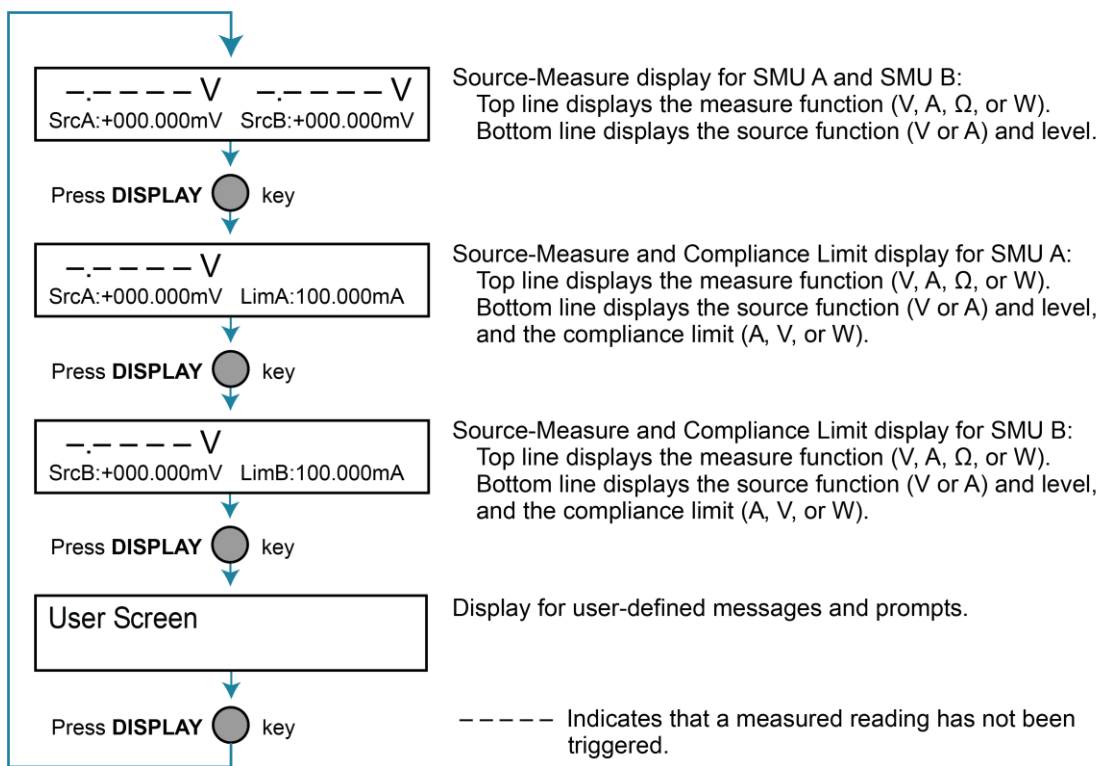 –.– – – – V –.– – – – V
SrcA:+000.000mV SrcB:+000.000mV
Source-Measure display for SMU A and SMU B:
Top line displays the measure function (V, A, Ω, or W).
Bottom line displays the source function (V or A) and level.
Press DISPLAY key
–.– – – – V
SrcA:+000.000mV LimA:100.000mA
Source-Measure and Compliance Limit display for SMU A:
Top line displays the measure function (V, A, Ω, or W).
Bottom line displays the source function (V or A) and level,
and the compliance limit (A, V, or W).
Press DISPLAY key
–.– – – – V
SrcB:+000.000mV LimB:100.000mA
Source-Measure and Compliance Limit display for SMU B:
Top line displays the measure function (V, A, Ω, or W).
Bottom line displays the source function (V or A) and level,
and the compliance limit (A, V, or W).
Press DISPLAY key
User Screen
Display for user-defined messages and prompts.
Press DISPLAY key
– – – – – Indicates that a measured reading has not been
triggered.